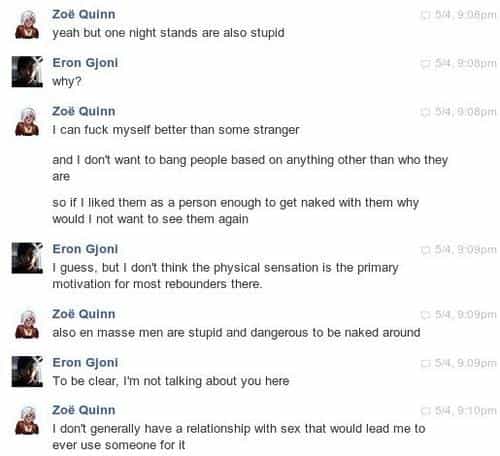 Zoë Quinn 5/4, 9:08pm
yeah but one night stands are also stupid
Eron Gjoni 5/4, 9:08pm
why?
Zoë Quinn 5/4, 9:08pm
I can fuck myself better than some stranger
and I don't want to bang people based on anything other than who they
are
so if I liked them as a person enough to get naked with them why
would I not want to see them again
Eron Gjoni 5/4, 9:09pm
I guess, but I don't think the physical sensation is the primary
motivation for most rebounders there.
Zoë Quinn 5/4, 9:09pm
also en masse men are stupid and dangerous to be naked around
Eron Gjoni 5/4, 9:09pm
To be clear, I'm not talking about you here
Zoë Quinn 5/4, 9:10pm
I don't generally have a relationship with sex that would lead me to
ever use someone for it